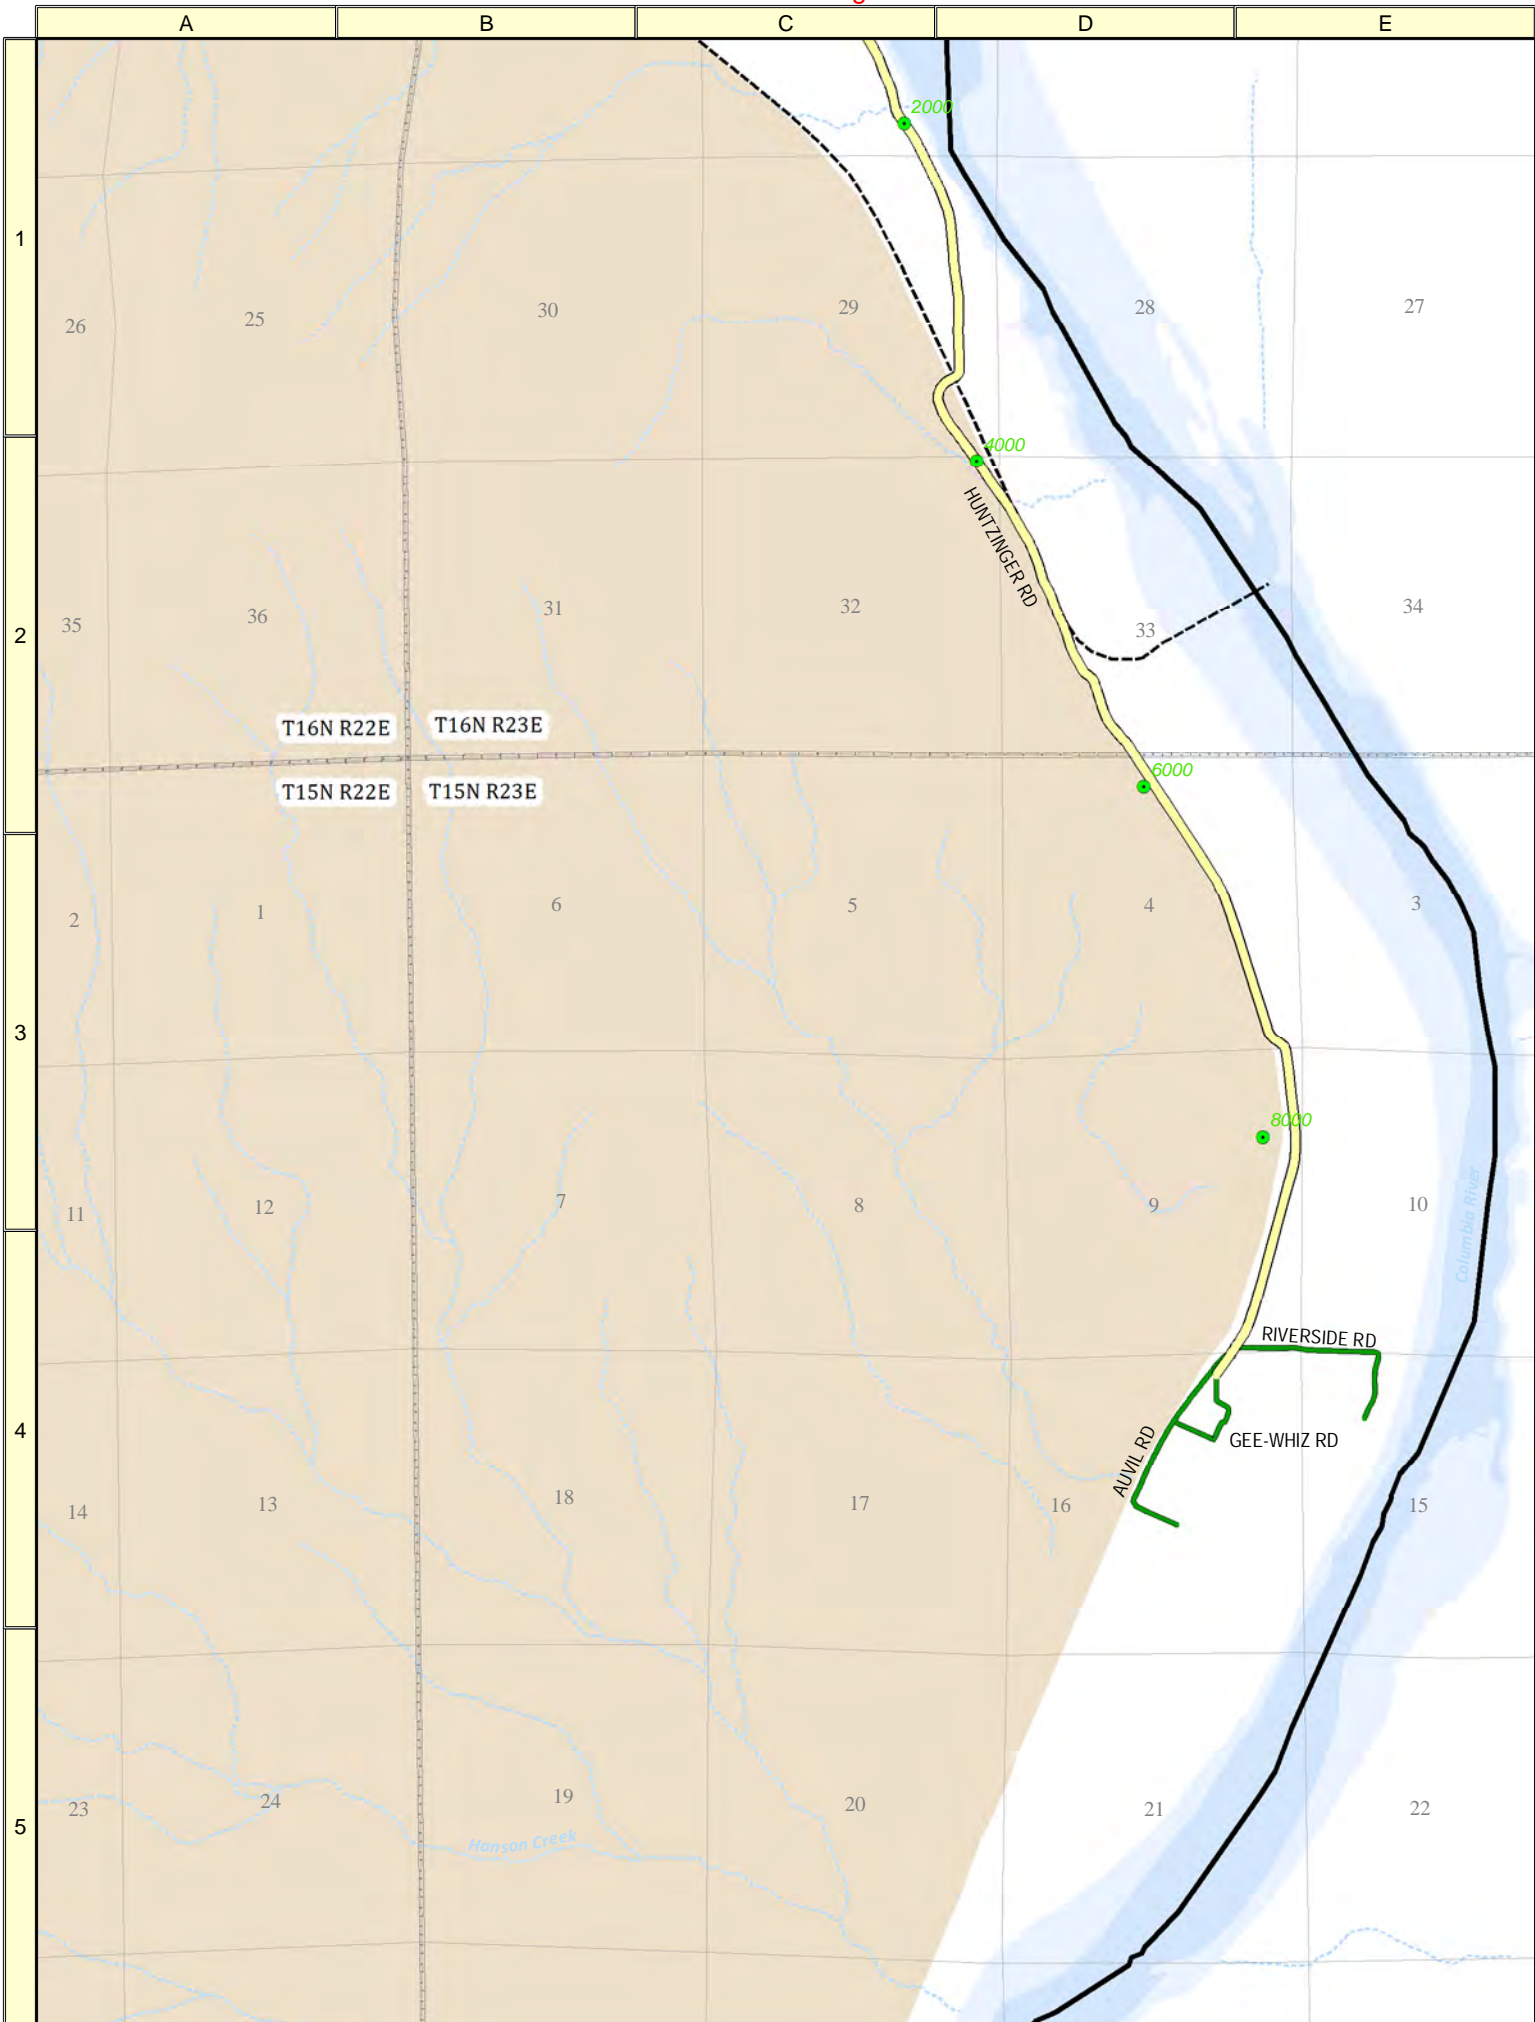 A B C D E
2000
1
26 25 30 29 28 27
4000
HUNTZINGER RD
2
35 36 31 32 33 34
T16N R22E T16N R23E
T15N R22E T15N R23E
6000
2 1 6 5 4 3
3
8000
11 12 7 8 9 10
Columbia River
RIVERSIDE RD
4
GEE-WHIZ RD
AUVIL RD
14 13 18 17 16 15
5
23 24 19 20 21 22
Hanson Creek